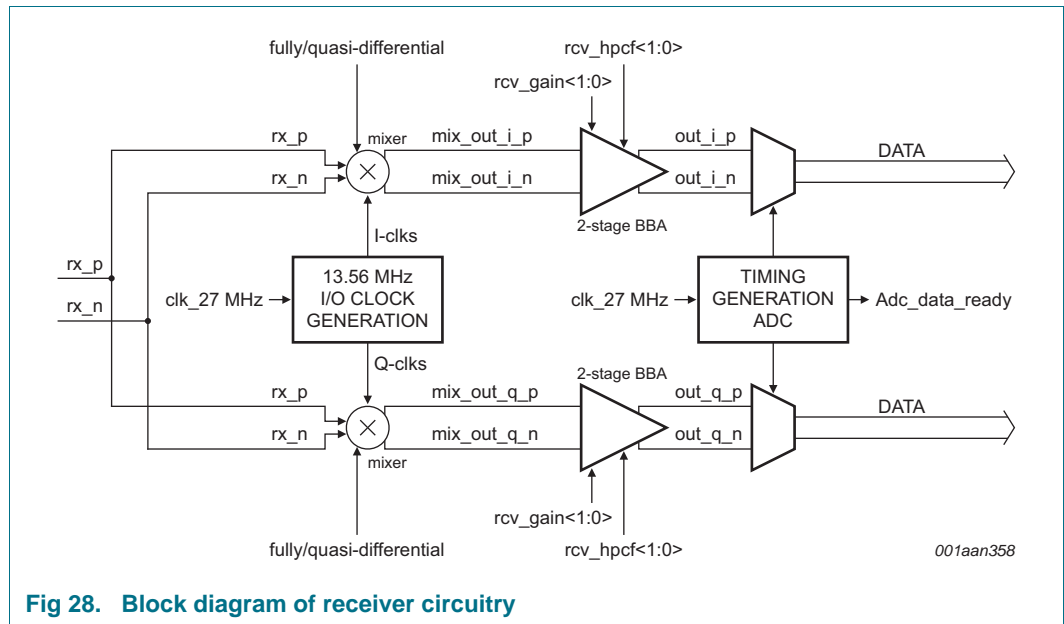 fully/quasi-differential
rcv_hpcf<1:0>
rcv_gain<1:0>
rx_p
mixer
mix_out_i_p
out_i_p
DATA
rx_n
mix_out_i_n
out_i_n
2-stage BBA
I-clks
rx_p
rx_n
clk_27 MHz
13.56 MHz
I/O CLOCK
GENERATION
clk_27 MHz
TIMING
GENERATION
ADC
Adc_data_ready
Q-clks
2-stage BBA
rx_p
mix_out_q_p
out_q_p
DATA
rx_n
mix_out_q_n
out_q_n
mixer
rcv_gain<1:0>
fully/quasi-differential
rcv_hpcf<1:0>
001aan358
Fig 28. Block diagram of receiver circuitry